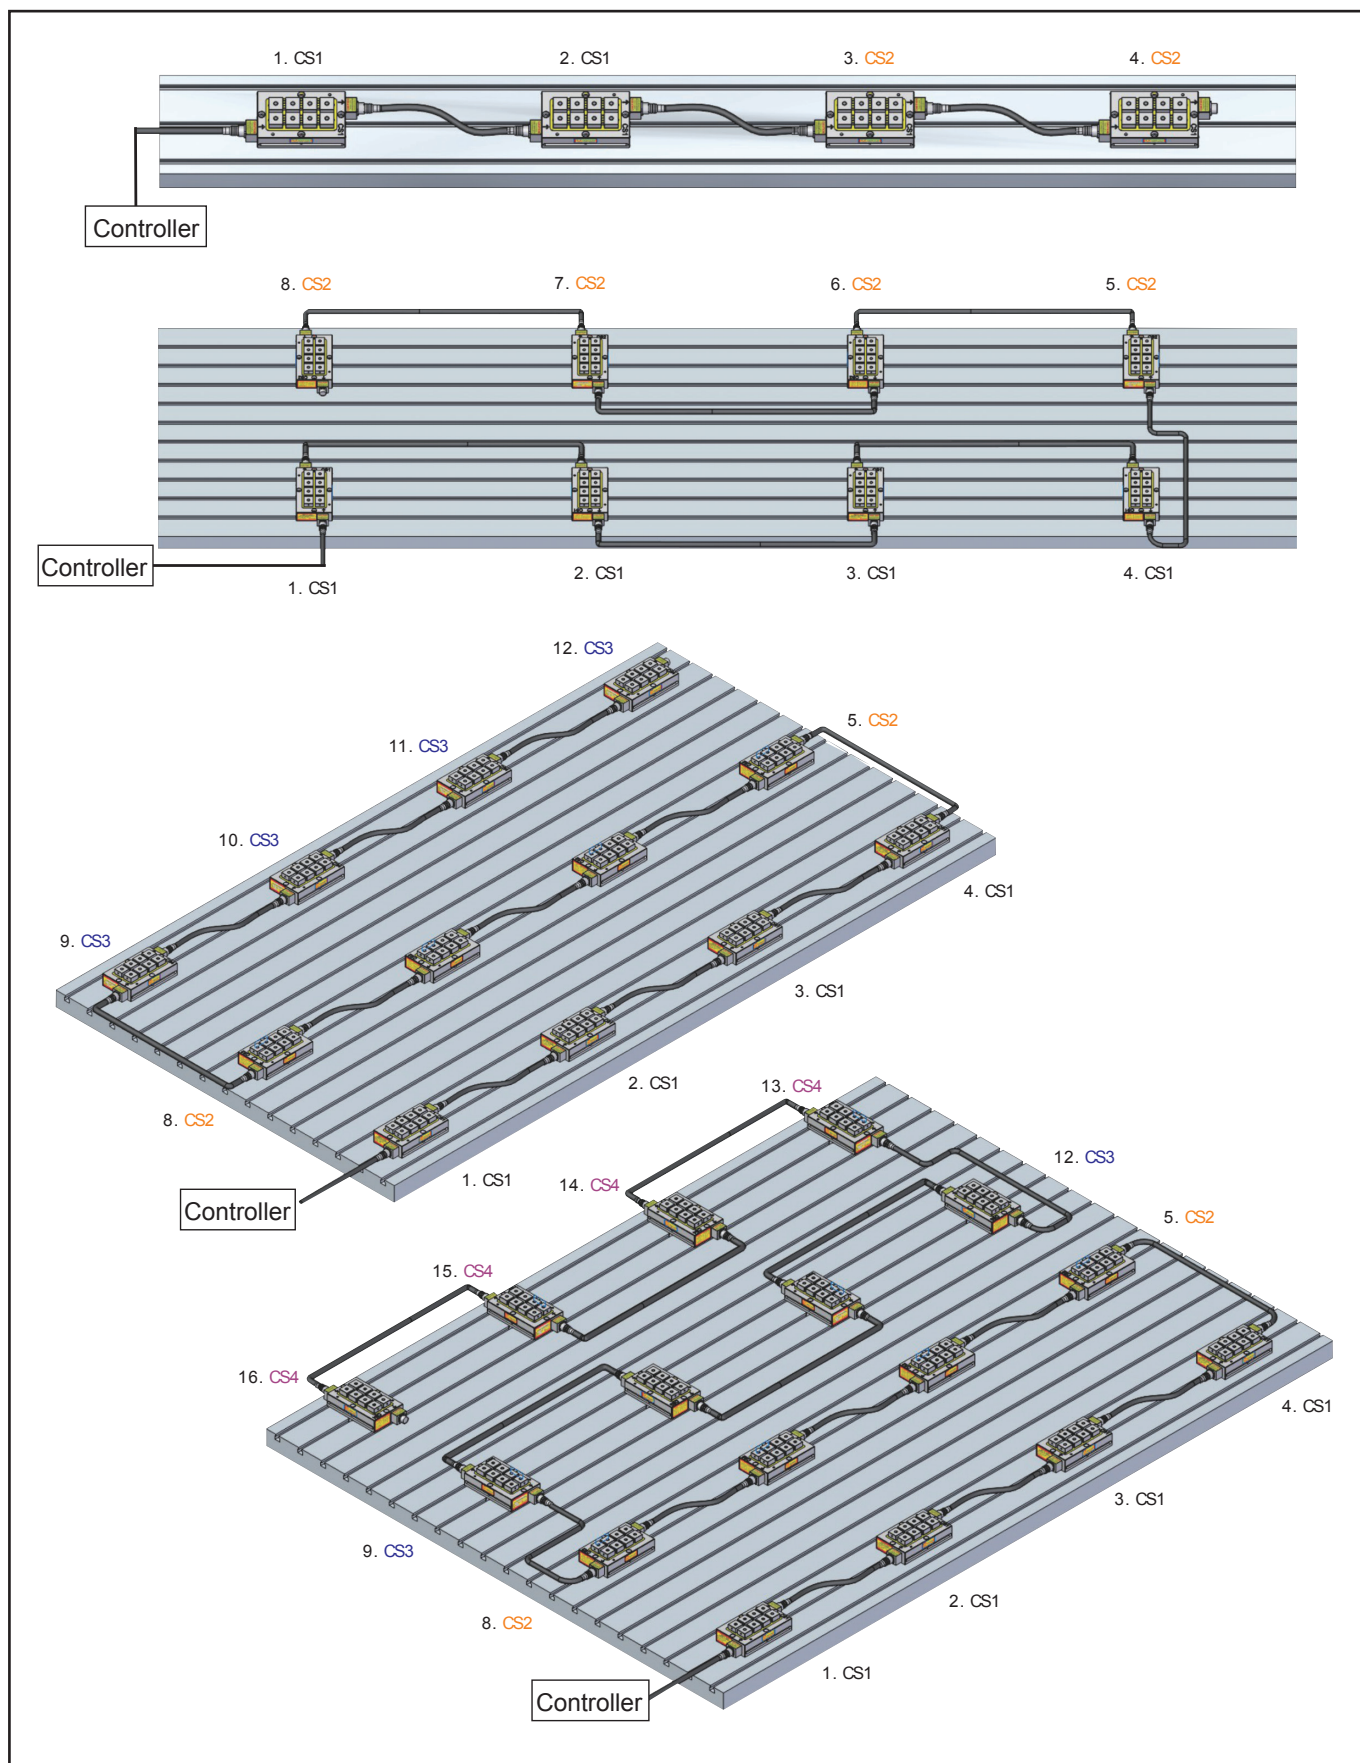 1. CS1
2. CS1
3. CS2
4. CS2
Controller
8. CS2
7. CS2
6. CS2
5. CS2
Controller
1. CS1
2. CS1
3. CS1
4. CS1
12. CS3
5. CS2
11. CS3
10. CS3
4. CS1
9. CS3
3. CS1
2. CS1
8. CS2
1. CS1
Controller
13. CS4
12. CS3
14. CS4
5. CS2
15. CS4
16. CS4
4. CS1
3. CS1
9. CS3
2. CS1
8. CS2
1. CS1
Controller